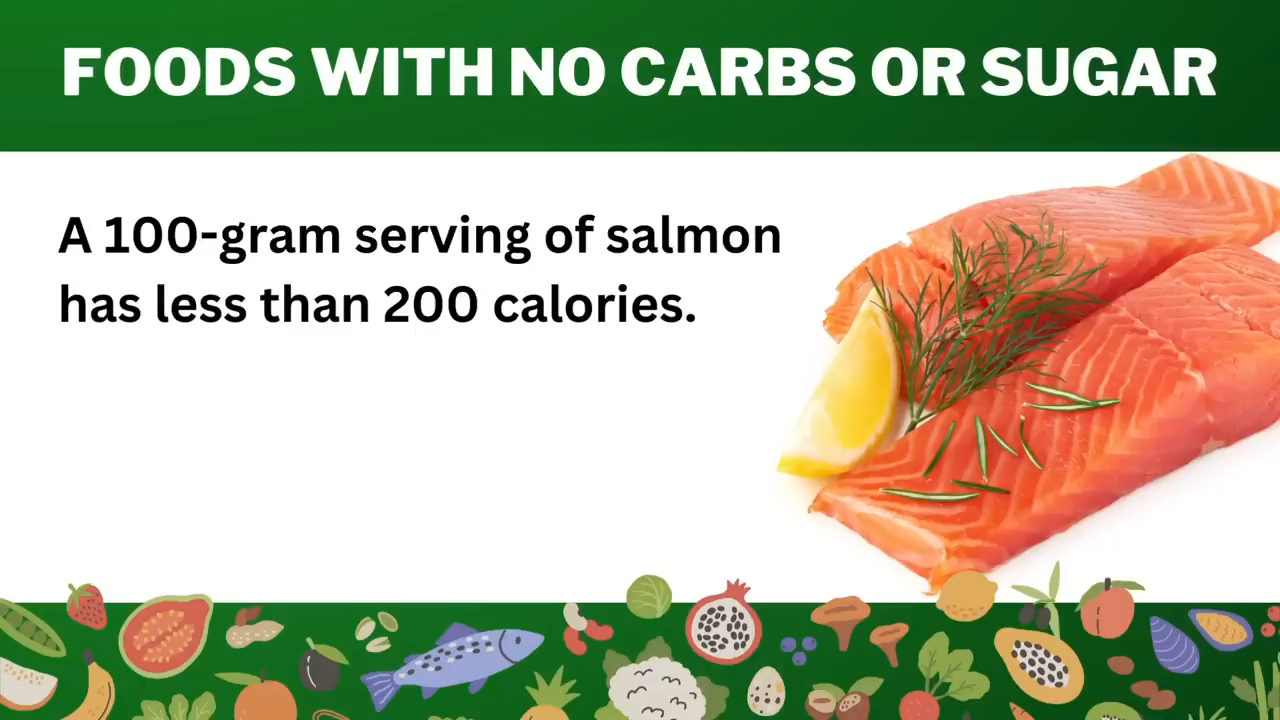 FOODS WITH NO CARBS OR SUGAR
A 100-gram serving of salmon
has less than 200 calories.